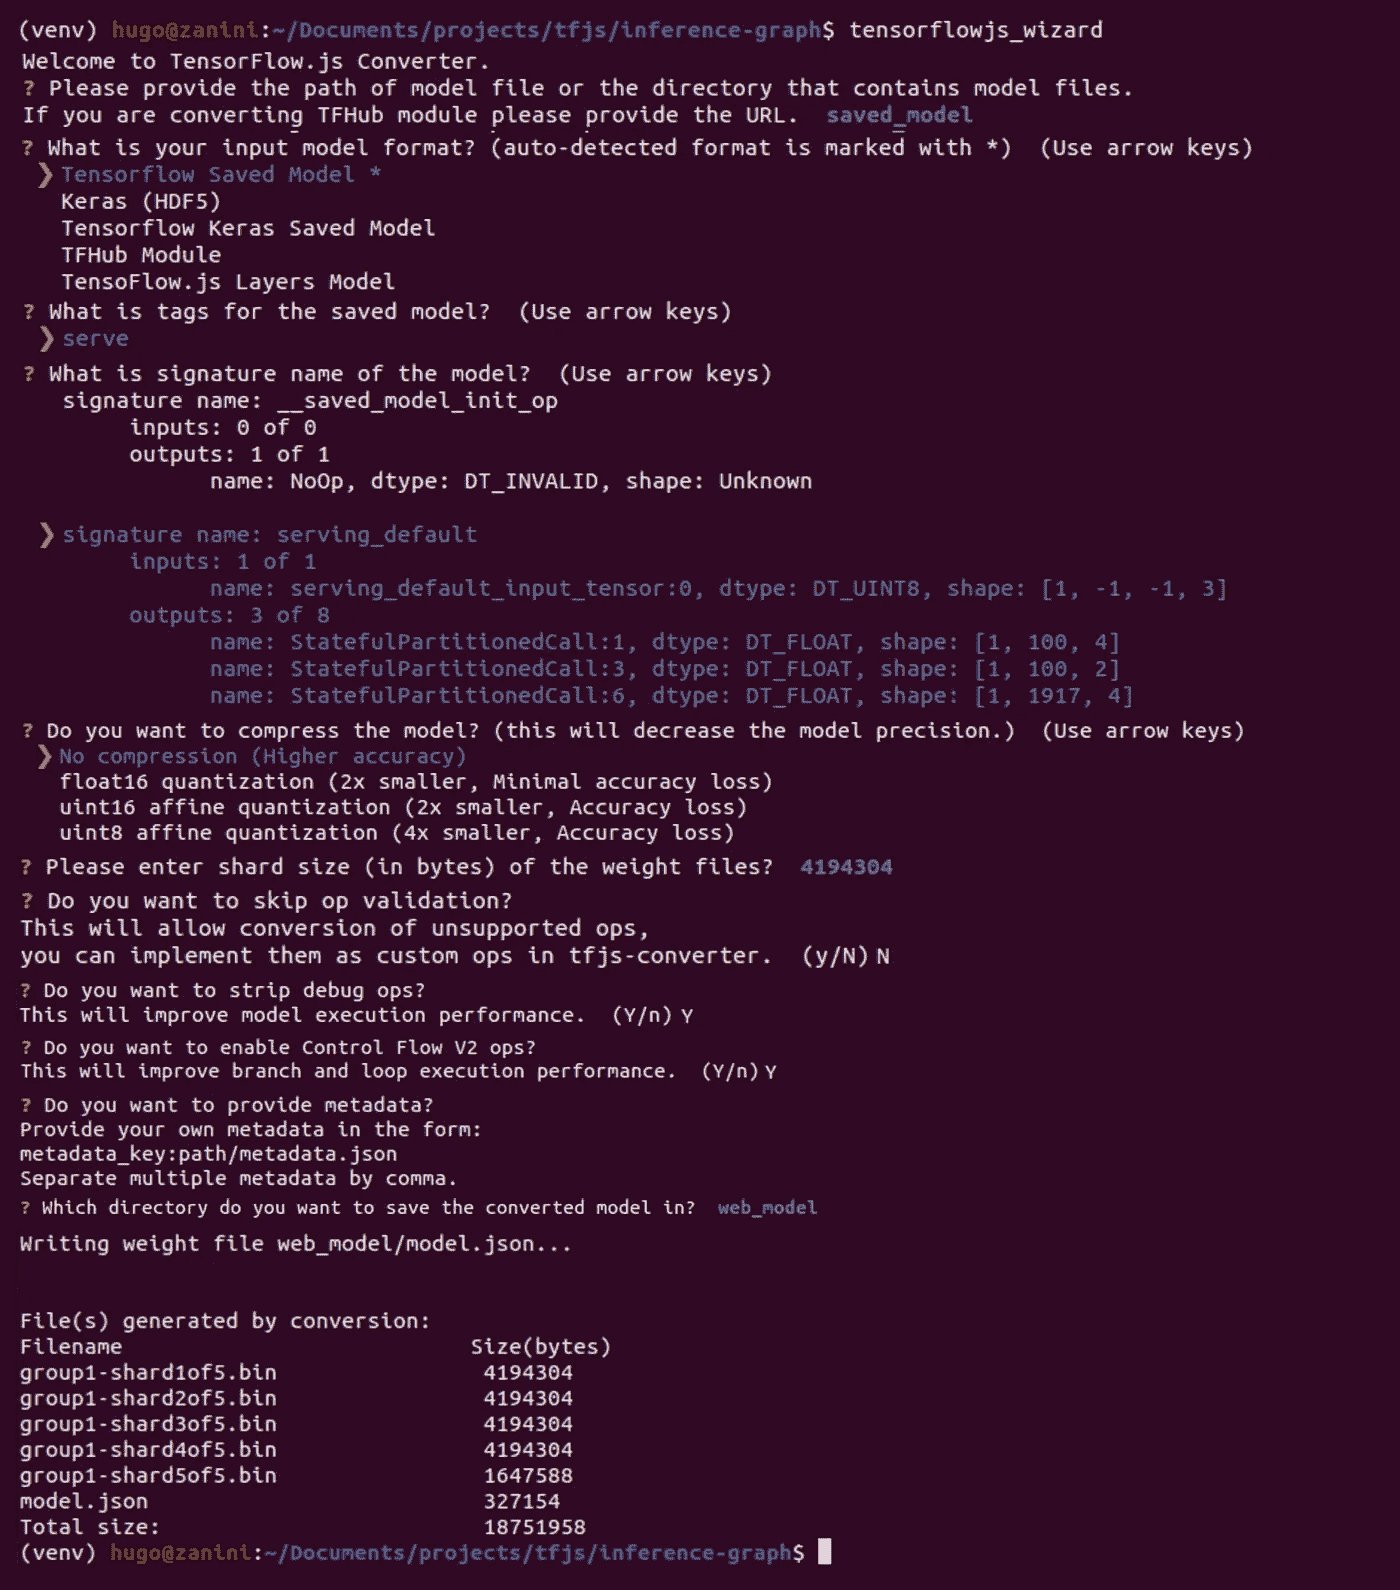 (venv) hugo@zanini:~/Documents/projects/tfjs/inference-graph$ tensorflowjs_wizard
Welcome to TensorFlow.js Converter.
? Please provide the path of model file or the directory that contains model files.
If you are converting TFHub module please provide the URL.  saved_model
? What is your input model format? (auto-detected format is marked with *)  (Use arrow keys)
❯ Tensorflow Saved Model *
Keras (HDF5)
Tensorflow Keras Saved Model
TFHub Module
TensoFlow.js Layers Model
? What is tags for the saved model?  (Use arrow keys)
❯ serve
? What is signature name of the model?  (Use arrow keys)
signature name: __saved_model_init_op
inputs: 0 of 0
outputs: 1 of 1
name: NoOp, dtype: DT_INVALID, shape: Unknown
❯ signature name: serving_default
inputs: 1 of 1
name: serving_default_input_tensor:0, dtype: DT_UINT8, shape: [1, -1, -1, 3]
outputs: 3 of 8
name: StatefulPartitionedCall:1, dtype: DT_FLOAT, shape: [1, 100, 4]
name: StatefulPartitionedCall:3, dtype: DT_FLOAT, shape: [1, 100, 2]
name: StatefulPartitionedCall:6, dtype: DT_FLOAT, shape: [1, 1917, 4]
? Do you want to compress the model? (this will decrease the model precision.)  (Use arrow keys)
❯ No compression (Higher accuracy)
float16 quantization (2x smaller, Minimal accuracy loss)
uint16 affine quantization (2x smaller, Accuracy loss)
uint8 affine quantization (4x smaller, Accuracy loss)
? Please enter shard size (in bytes) of the weight files?  4194304
? Do you want to skip op validation?
This will allow conversion of unsupported ops,
you can implement them as custom ops in tfjs-converter.  (y/N) N
? Do you want to strip debug ops?
This will improve model execution performance.  (Y/n) Y
? Do you want to enable Control Flow V2 ops?
This will improve branch and loop execution performance.  (Y/n) Y
? Do you want to provide metadata?
Provide your own metadata in the form:
metadata_key:path/metadata.json
Separate multiple metadata by comma.
? Which directory do you want to save the converted model in?  web_model
Writing weight file web_model/model.json...
File(s) generated by conversion:
Filename Size(bytes)
group1-shard1of5.bin 4194304
group1-shard2of5.bin 4194304
group1-shard3of5.bin 4194304
group1-shard4of5.bin 4194304
group1-shard5of5.bin 1647588
model.json 327154
Total size: 18751958
(venv) hugo@zanini:~/Documents/projects/tfjs/inference-graph$